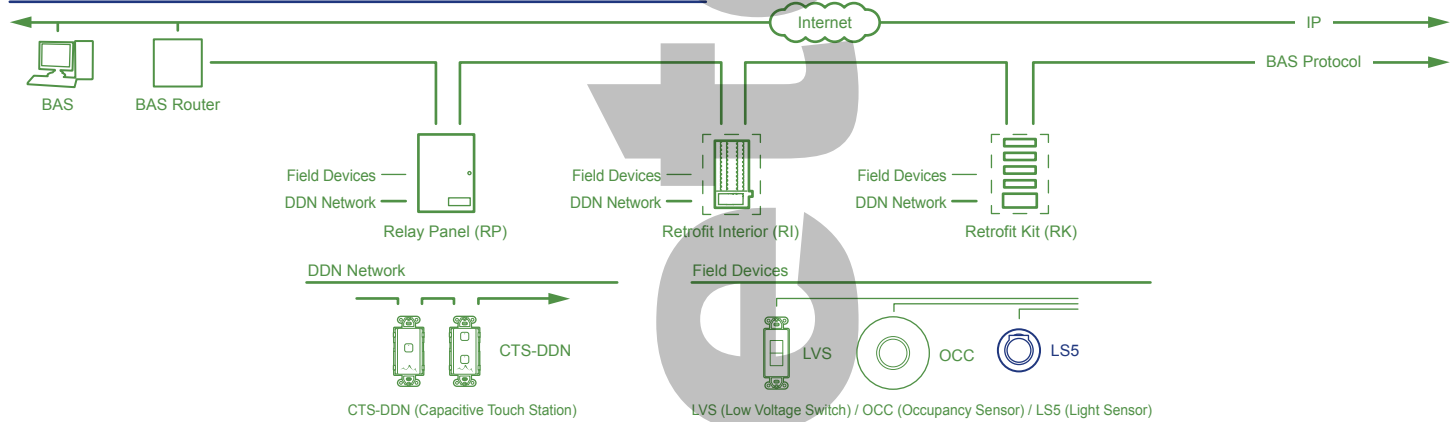 Internet
IP
BAS Protocol
BAS
BAS Router
Field Devices
DDN Network
Field Devices
DDN Network
Field Devices
DDN Network
Relay Panel (RP)
Retrofit Interior (RI)
Retrofit Kit (RK)
DDN Network
Field Devices
CTS-DDN
LVS
OCC
LS5
CTS-DDN (Capacitive Touch Station)
LVS (Low Voltage Switch) / OCC (Occupancy Sensor) / LS5 (Light Sensor)